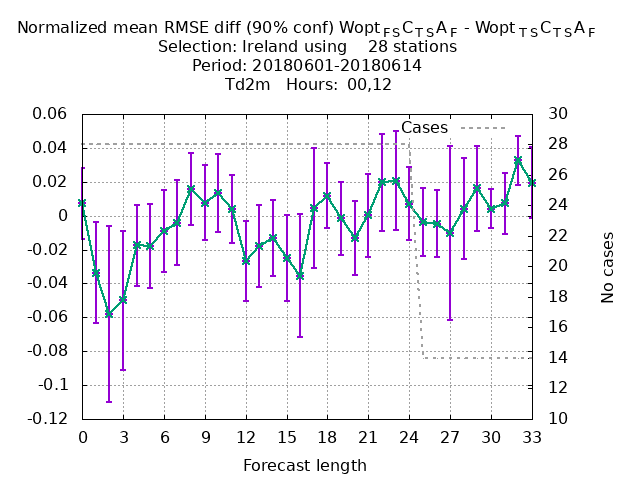 Normalized mean RMSE diff (90% conf) Wopt FS C TS A F - Wopt TS C TS A F
Selection: Ireland using 28 stations
Period: 20180601-20180614
Td2m Hours: 00,12
Cases
0.06
0.04
0.02
0
-0.02
-0.04
-0.06
-0.08
-0.1
-0.12
30
28
26
24
22
20
18
16
14
12
10
No cases
0 3 6 9 12 15 18 21 24 27 30 33
Forecast length